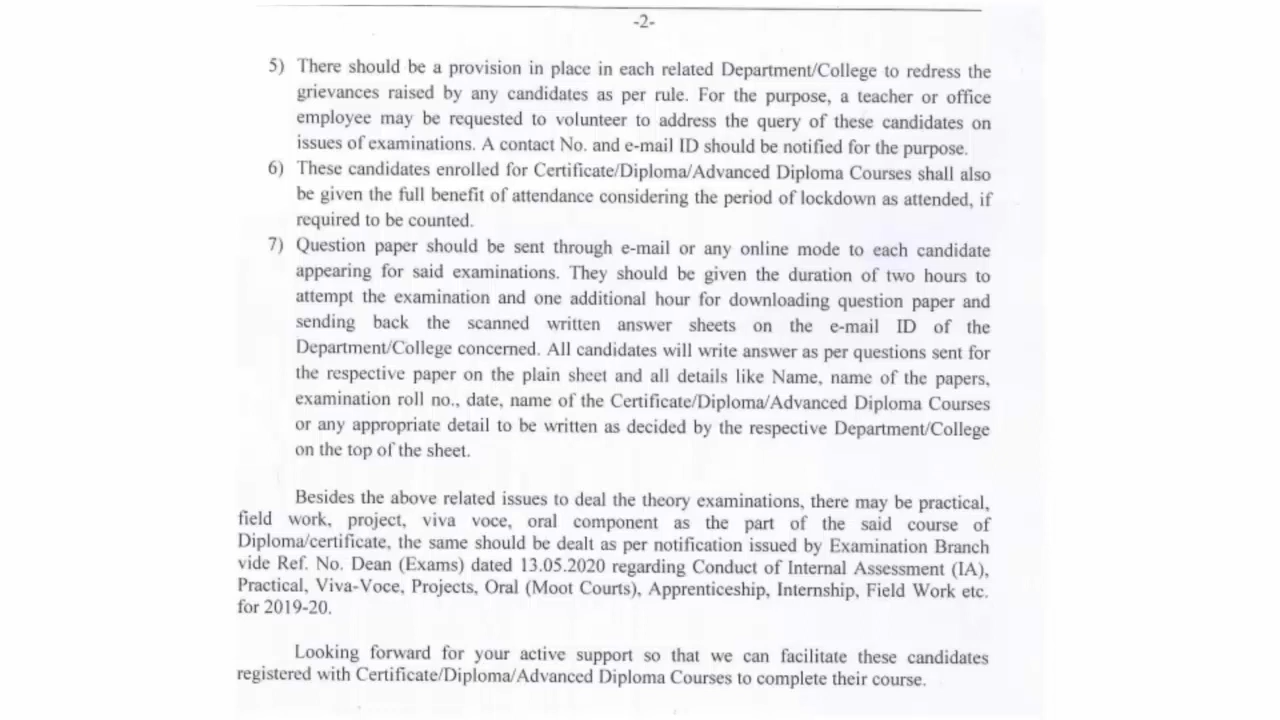 -2-
5) There should be a provision in place in each related Department/College to redress the
grievances raised by any candidates as per rule. For the purpose, a teacher or office
employee may be requested to volunteer to address the query of these candidates on
issues of examinations. A contact No. and e-mail ID should be notified for the purpose.
6) These candidates enrolled for Certificate/Diploma/Advanced Diploma Courses shall also
be given the full benefit of attendance considering the period of lockdown as attended, if
required to be counted.
7) Question paper should be sent through e-mail or any online mode to each candidate
appearing for said examinations. They should be given the duration of two hours to
attempt the examination and one additional hour for downloading question paper and
sending back the scanned written answer sheets on the e-mail ID of the
Department/College concerned. All candidates will write answer as per questions sent for
the respective paper on the plain sheet and all details like Name, name of the papers,
examination roll no., date, name of the Certificate/Diploma/Advanced Diploma Courses
or any appropriate detail to be written as decided by the respective Department/College
on the top of the sheet.
Besides the above related issues to deal the theory examinations, there may be practical,
field work, project, viva voce, oral component as the part of the said course of
Diploma/certificate, the same should be dealt as per notification issued by Examination Branch
vide Ref. No. Dean (Exams) dated 13.05.2020 regarding Conduct of Internal Assessment (IA),
Practical, Viva-Voce, Projects, Oral (Moot Courts), Apprenticeship, Internship, Field Work etc.
for 2019-20.
Looking forward for your active support so that we can facilitate these candidates
registered with Certificate/Diploma/Advanced Diploma Courses to complete their course.